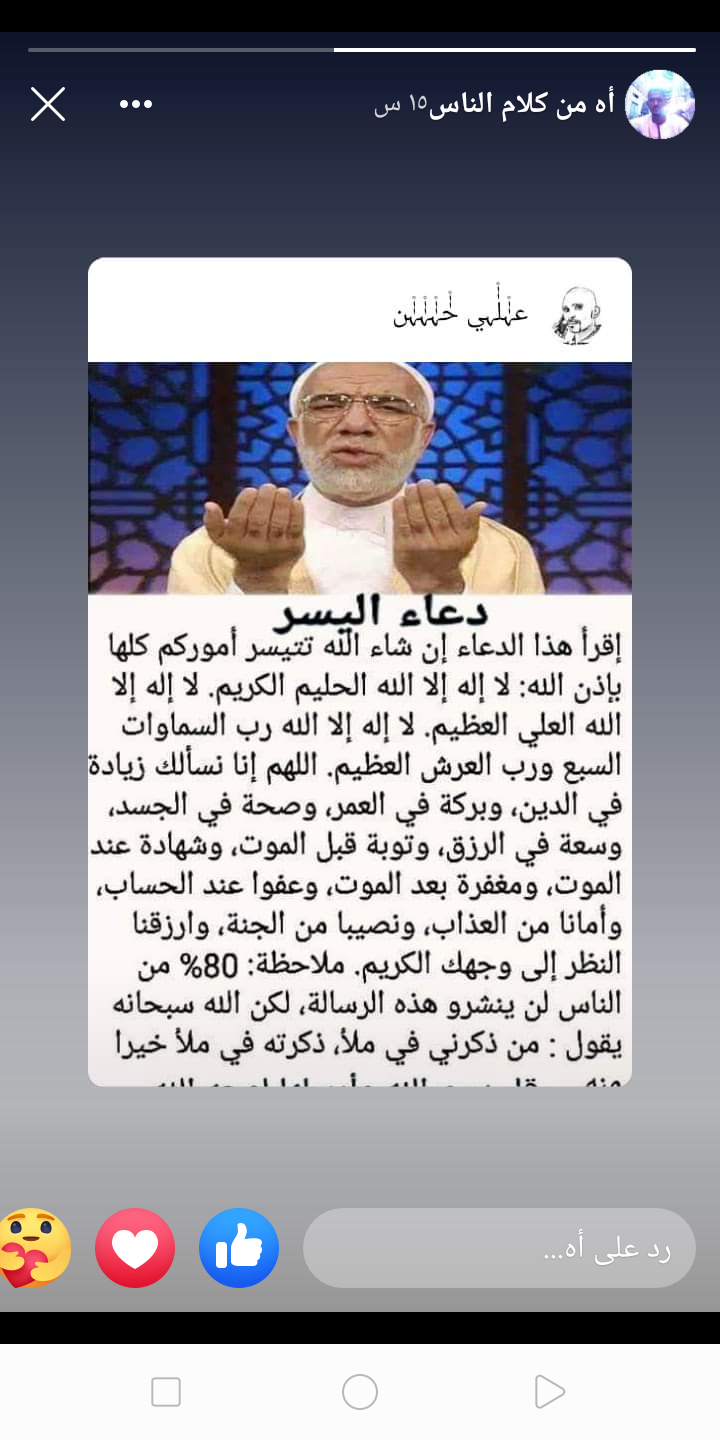 أه من كلام الناس ١٥ س
علي حسن
دعاء اليسر
إقرأ هذا الدعاء إن شاء الله تتيسر أموركم كلها
بإذن الله: لا إله إلا الله الحليم الكريم. لا إله إلا
الله العلي العظيم. لا إله إلا الله رب السماوات
السبع ورب العرش العظيم. اللهم إنا نسألك زيادة
في الدين، وبركة في العمر، وصحة في الجسد،
وسعة في الرزق، وتوبة قبل الموت، وشهادة عند
الموت، ومغفرة بعد الموت، وعفوا عند الحساب،
وأمانا من العذاب، ونصيبا من الجنة، وارزقنا
النظر إلى وجهك الكريم. ملاحظة: 80% من
الناس لن ينشرو هذه الرسالة، لكن الله سبحانه
يقول : من ذكرني في ملأ، ذكرته في ملأ خيرا
رد على أه...